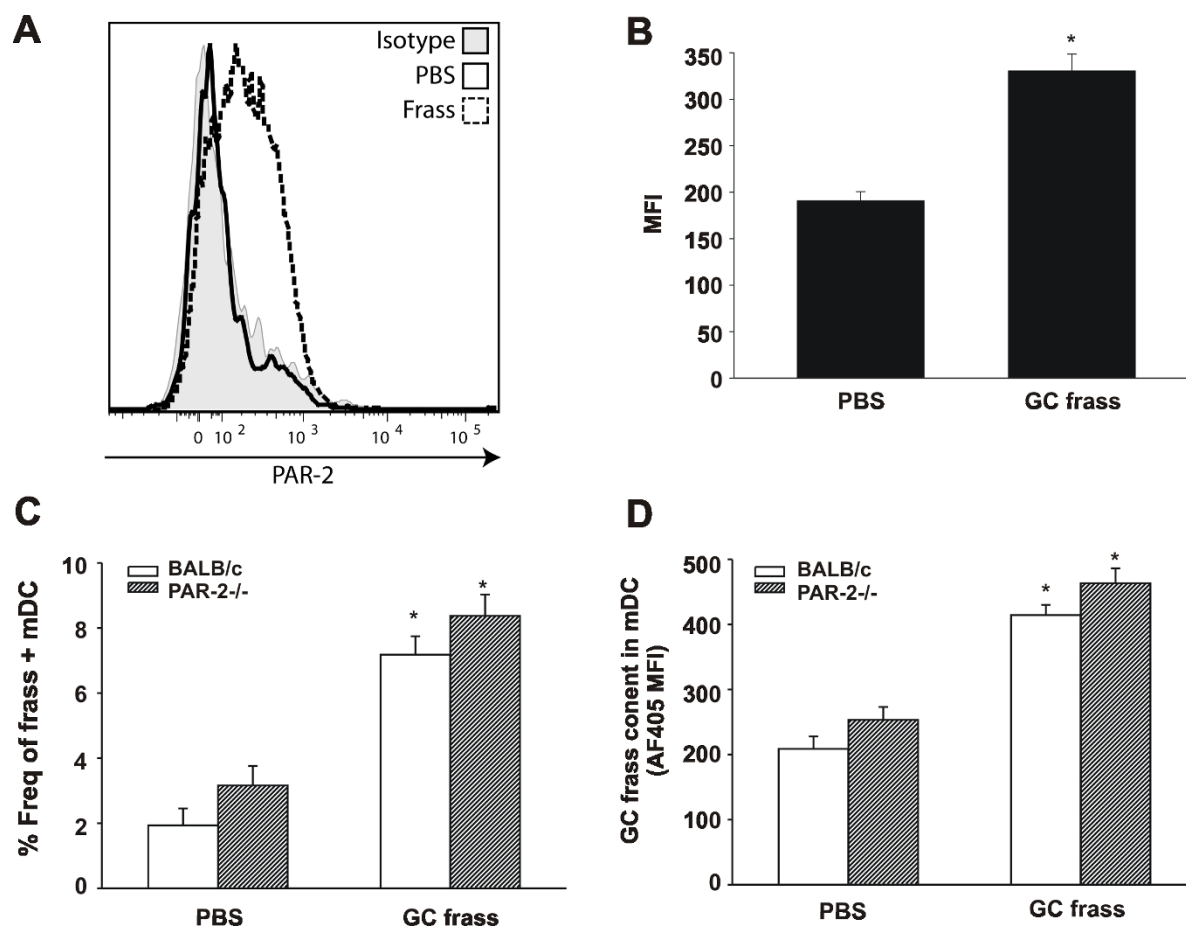 A
Isotype
PBS
Frass
0 10 2 10 3 10 4 10 5
PAR-2
B
350
300
250
200
150
100
50
0
MFI
*
PBS GC frass
C
10
8
6
4
2
0
% Freq of frass + mDC
BALB/c
PAR-2-/-
* *
PBS GC frass
D
500
400
300
200
100
0
GC frass conent in mDC
(AF405 MFI)
BALB/c
PAR-2-/-
* *
PBS GC frass